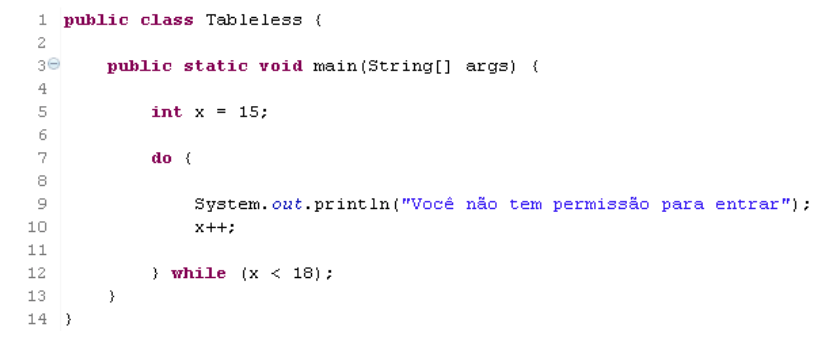 1 public class Tableless {
2
3 public static void main(String[] args) {
4
5 int x = 15;
6
7 do {
8
9 System.out.println("Você não tem permissão para entrar");
10 x++;
11
12 } while (x < 18);
13 }
14 }